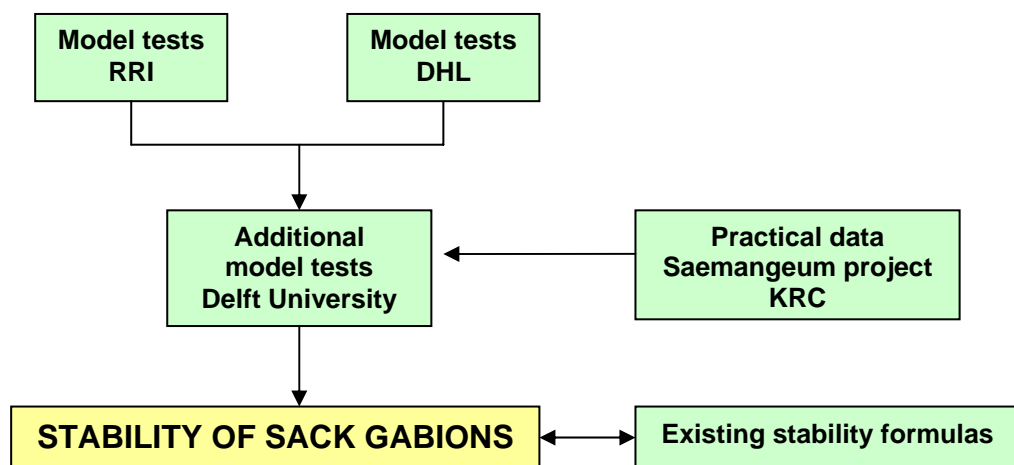 Model tests
RRI
Model tests
DHL
Additional
model tests
Delft University
Practical data
Saemangeum project
KRC
STABILITY OF SACK GABIONS
Existing stability formulas